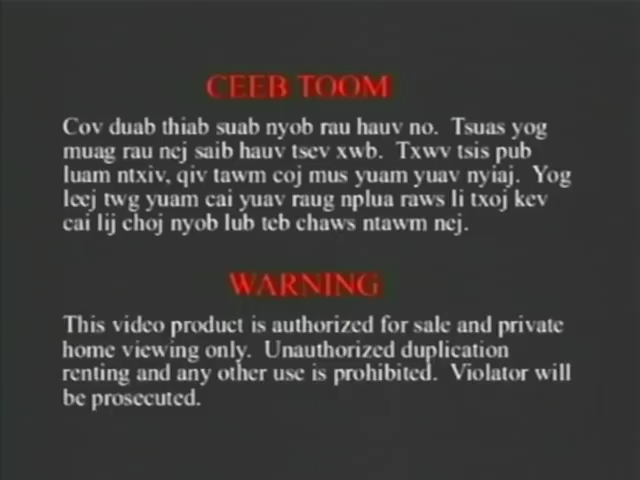 CEEB TOOM
Cov duab thiab suab nyob rau hauv no. Tsuas yog
muag rau nej saib hauv tsev xwb. Txwv tsis pub
luam ntxiv, qiv tawm coj mus yuam yuav nyiaj. Yog
leej twg yuam cai yuav raug nplua raws li txoj kev
cai lij choj nyob lub teb chaws ntawm nej.
WARNING
This video product is authorized for sale and private
home viewing only. Unauthorized duplication
renting and any other use is prohibited. Violator will
be prosecuted.